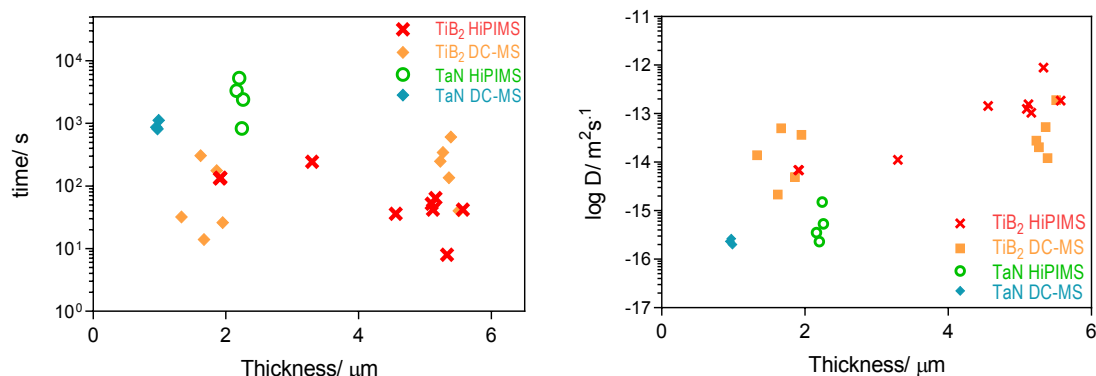 time/ s
10⁴
10³
10²
10¹
10⁰
0
2
4
6
Thickness/ μm
TiB₂ HiPIMS
TiB₂ DC-MS
TaN HiPIMS
TaN DC-MS
log D/ m²s⁻¹
-10
-11
-12
-13
-14
-15
-16
-17
0
2
4
6
Thickness/ μm
TiB₂ HiPIMS
TiB₂ DC-MS
TaN HiPIMS
TaN DC-MS